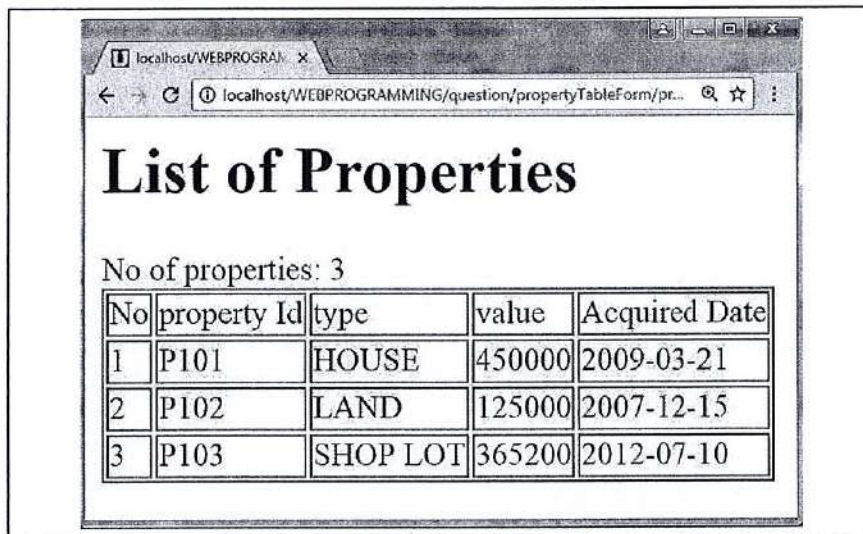 localhost/WEBPROGRAM
localhost/WEBPROGRAMMING/question/propertyTableForm/pr...
List of Properties
No of properties: 3
No property Id type value Acquired Date
1 P101 HOUSE 450000 2009-03-21
2 P102 LAND 125000 2007-12-15
3 P103 SHOP LOT 365200 2012-07-10